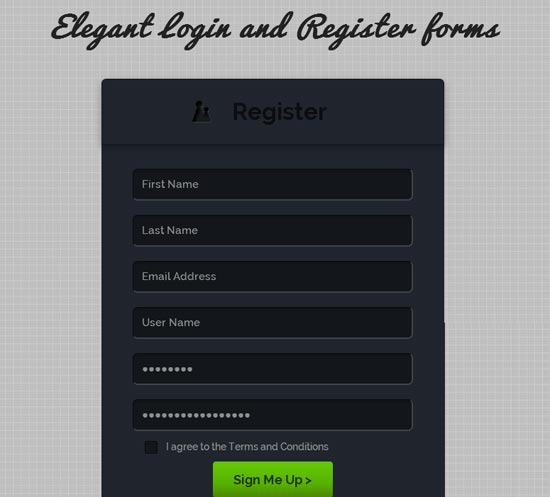 Elegant Login and Register forms
Register
First Name
Last Name
Email Address
User Name
••••••••
•••••••••••••••••
I agree to the Terms and Conditions
Sign Me Up >